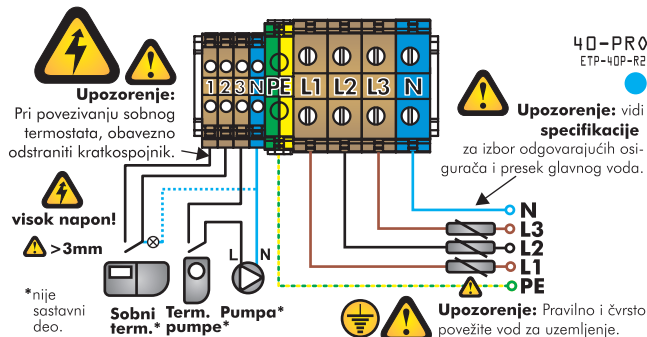 40-PRO
ETP-40P-R2
Upozorenje:
Pri povezivanju sobnog
termostata, obavezno
odstraniti kratkospojnik.
1 2 3 N PE L1 L2 L3 N
Upozorenje: vidi
specifikacije
za izbor odgovarajućih osi-
gurača i presek glavnog voda.
visok napon!
>3mm
*nije
sastavni
deo.
Sobni
term.*
Term.
pumpe*
L N
Pumpa*
N
L3
L2
L1
PE
Upozorenje: Pravilno i čvrsto
povežite vod za uzemljenje.